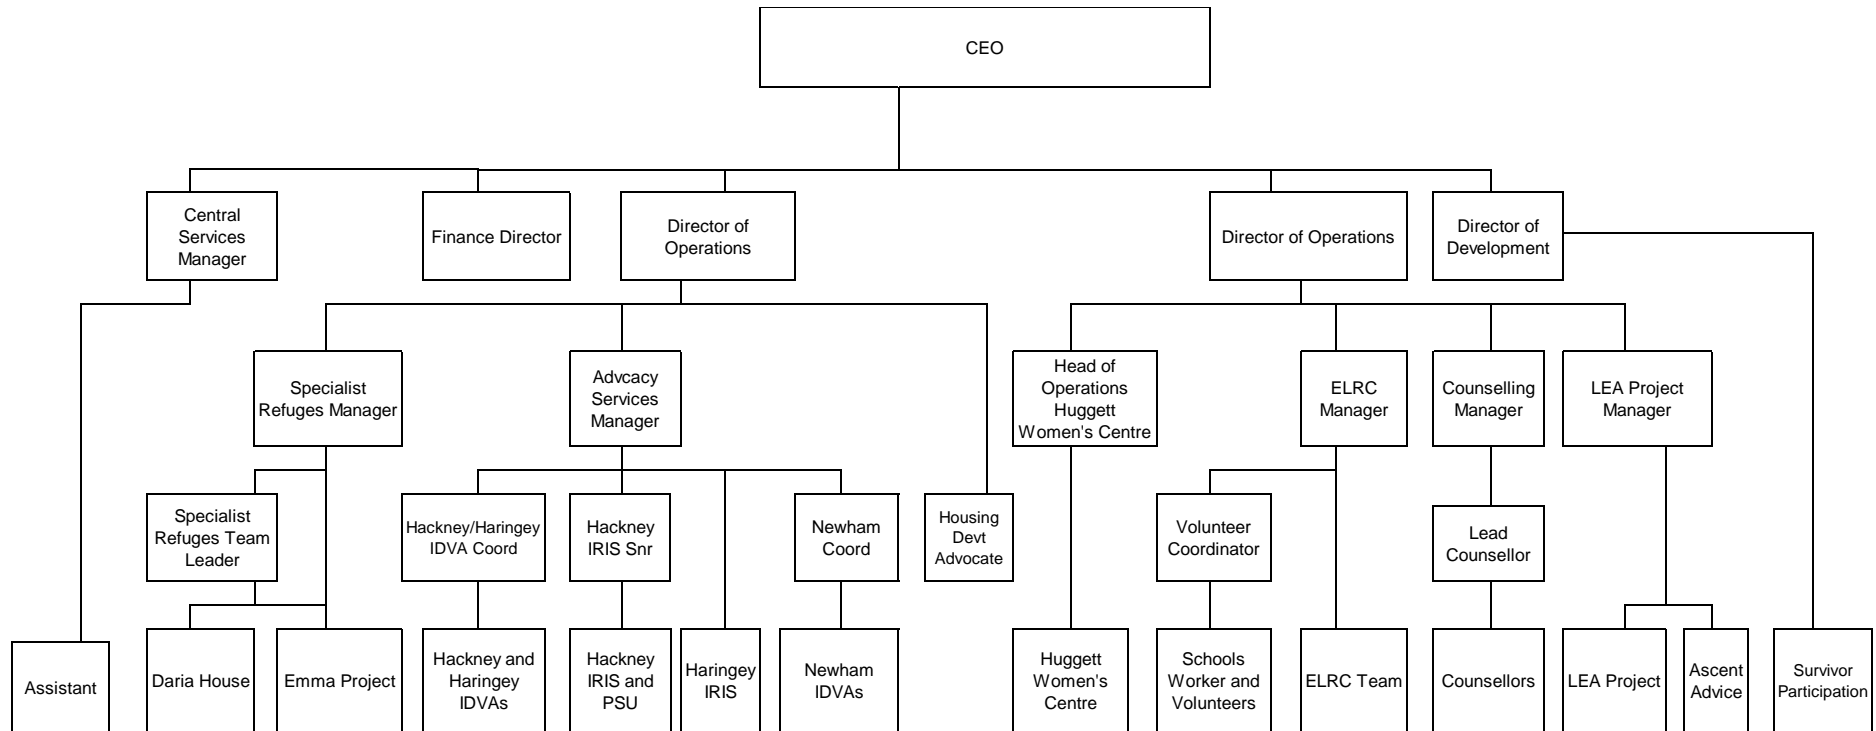 CEO
Central
Services
Manager
Finance Director
Director of
Operations
Director of Operations
Director of
Development
Specialist
Refuges Manager
Advcacy
Services
Manager
Head of
Operations
Huggett
Women's Centre
ELRC
Manager
Counselling
Manager
LEA Project
Manager
Specialist
Refuges Team
Leader
Hackney/Haringey
IDVA Coord
Hackney
IRIS Snr
Newham
Coord
Housing
Devt
Advocate
Volunteer
Coordinator
Lead
Counsellor
Assistant
Daria House
Emma Project
Hackney and
Haringey
IDVAs
Hackney
IRIS and
PSU
Haringey
IRIS
Newham
IDVAs
Huggett
Women's
Centre
Schools
Worker and
Volunteers
ELRC Team
Counsellors
LEA Project
Ascent
Advice
Survivor
Participation